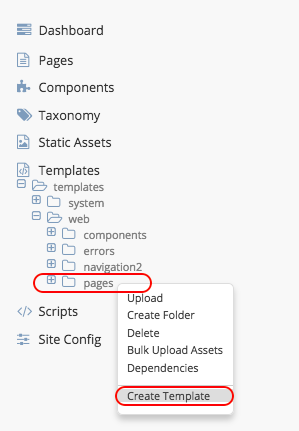 Dashboard
Pages
Components
Taxonomy
Static Assets
Templates
templates
system
web
components
errors
navigation2
pages
Upload
Create Folder
Delete
Bulk Upload Assets
Dependencies
Create Template
Scripts
Site Config